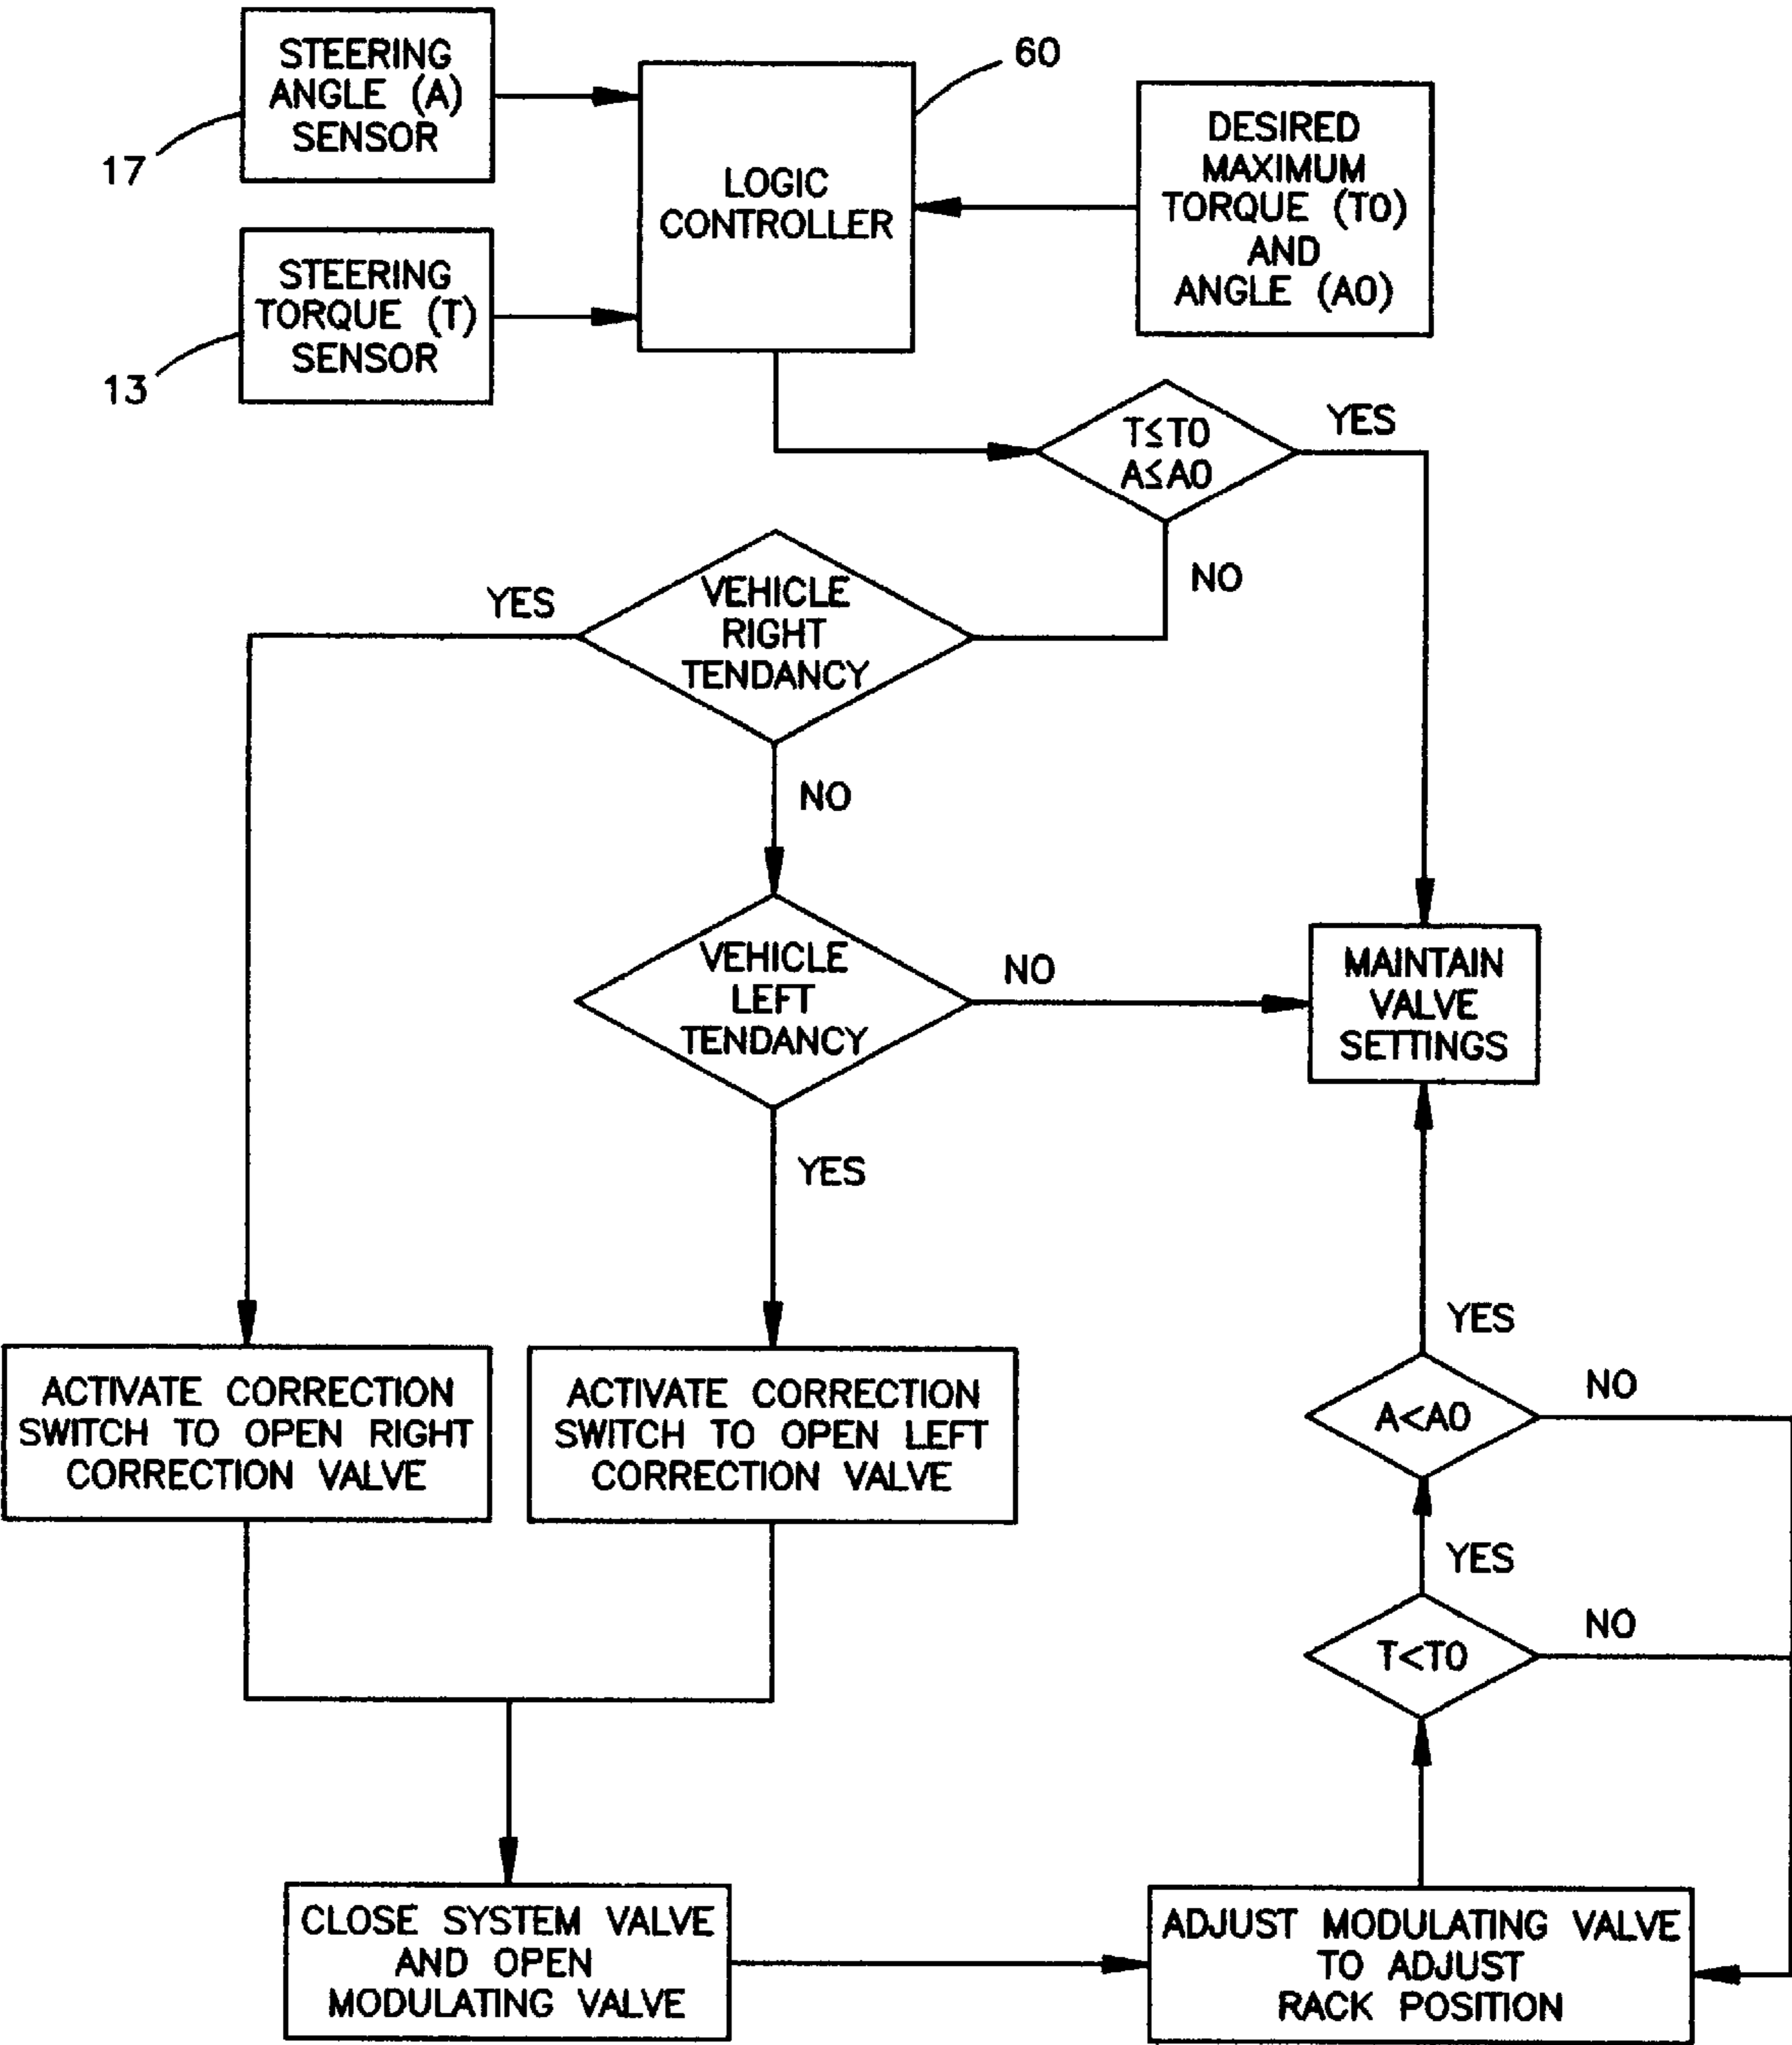 STEERING
ANGLE (A)
SENSOR
17
STEERING
TORQUE (T)
SENSOR
13
LOGIC
CONTROLLER
60
DESIRED
MAXIMUM
TORQUE (T0)
AND
ANGLE (A0)
T≤T0
A≤A0
YES
NO
VEHICLE
RIGHT
TENDANCY
YES
NO
VEHICLE
LEFT
TENDANCY
NO
YES
MAINTAIN
VALVE
SETTINGS
ACTIVATE CORRECTION
SWITCH TO OPEN RIGHT
CORRECTION VALVE
ACTIVATE CORRECTION
SWITCH TO OPEN LEFT
CORRECTION VALVE
YES
A<A0
NO
YES
T<T0
NO
CLOSE SYSTEM VALVE
AND OPEN
MODULATING VALVE
ADJUST MODULATING VALVE
TO ADJUST
RACK POSITION